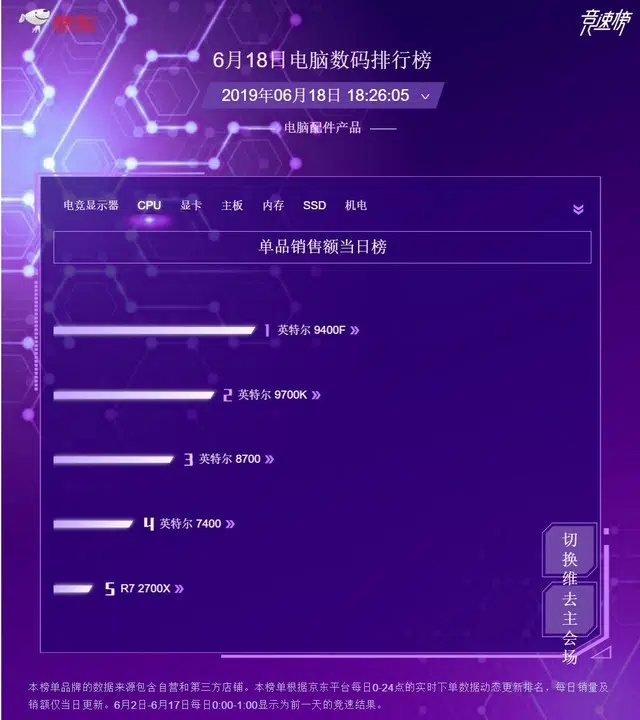 京东
竞速榜
6月18日电脑数码排行榜
2019年06月18日 18:26:05
电脑配件产品
电竞显示器 CPU 显卡 主板 内存 SSD 机电
单品销售额当日榜
1 英特尔 9400F
2 英特尔 9700K
3 英特尔 8700
4 英特尔 7400
5 R7 2700X
切换维
去主会场
本榜单品牌的数据来源包含自营和第三方店铺。本榜单根据京东平台每日0-24点的实时下单数据动态更新排名，每日销量及
销额仅当日更新。6月2日-6月17日每日0:00-1:00显示为前一天的竞速结果。